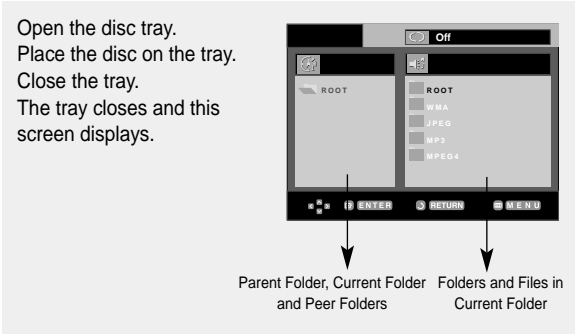 Open the disc tray.
Place the disc on the tray.
Close the tray.
The tray closes and this
screen displays.
Off
ROOT
ROOT
WMA
JPEG
MP3
MPEG4
ENTER RETURN MENU
Parent Folder, Current Folder
and Peer Folders
Folders and Files in
Current Folder